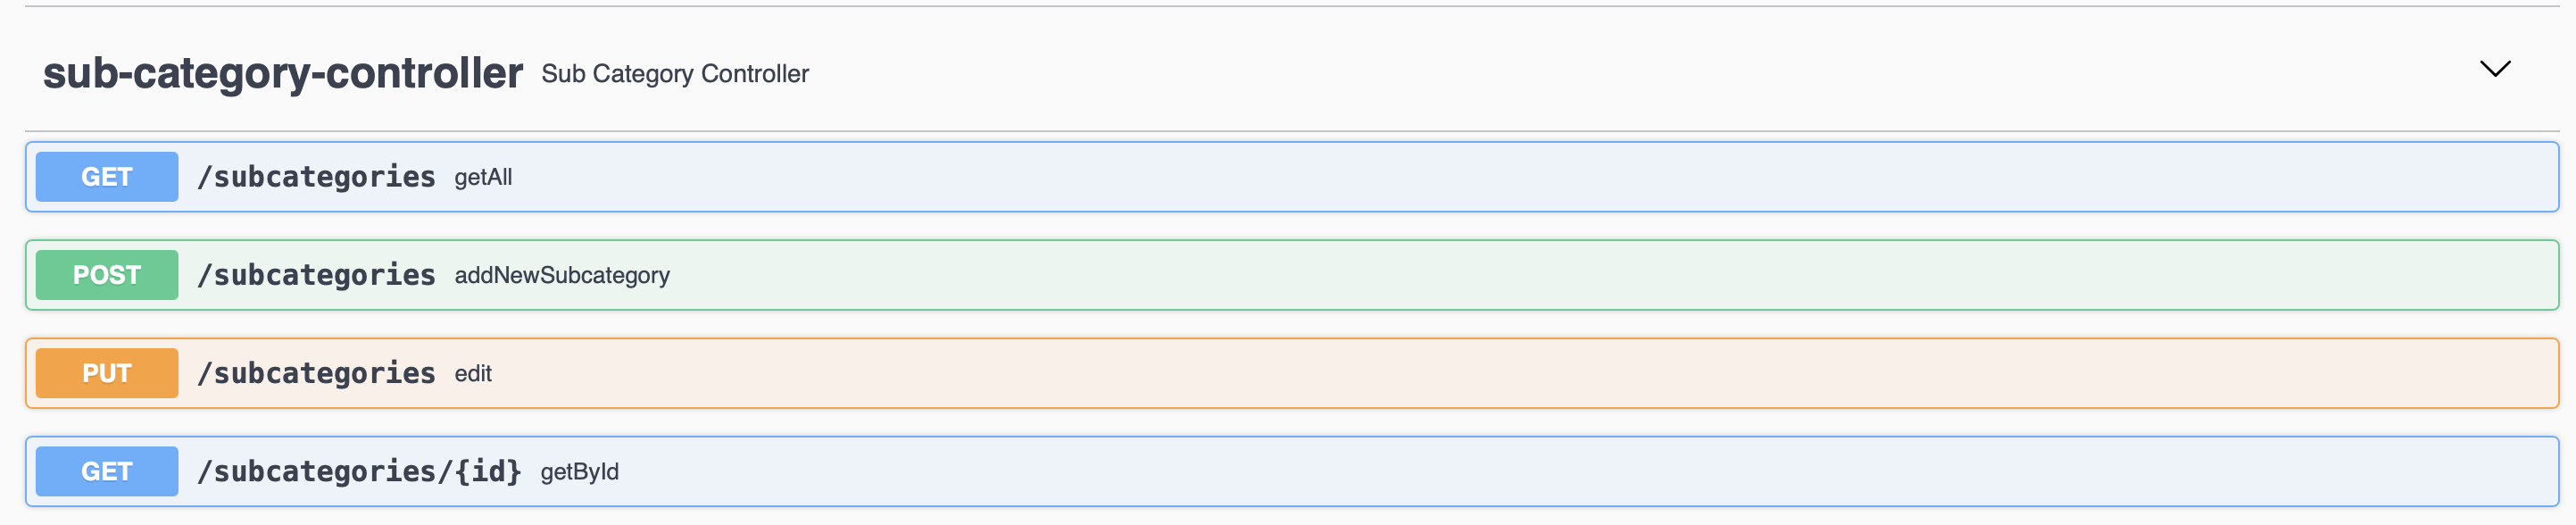 sub-category-controller Sub Category Controller
GET /subcategories getAll
POST /subcategories addNewSubcategory
PUT /subcategories edit
GET /subcategories/{id} getById